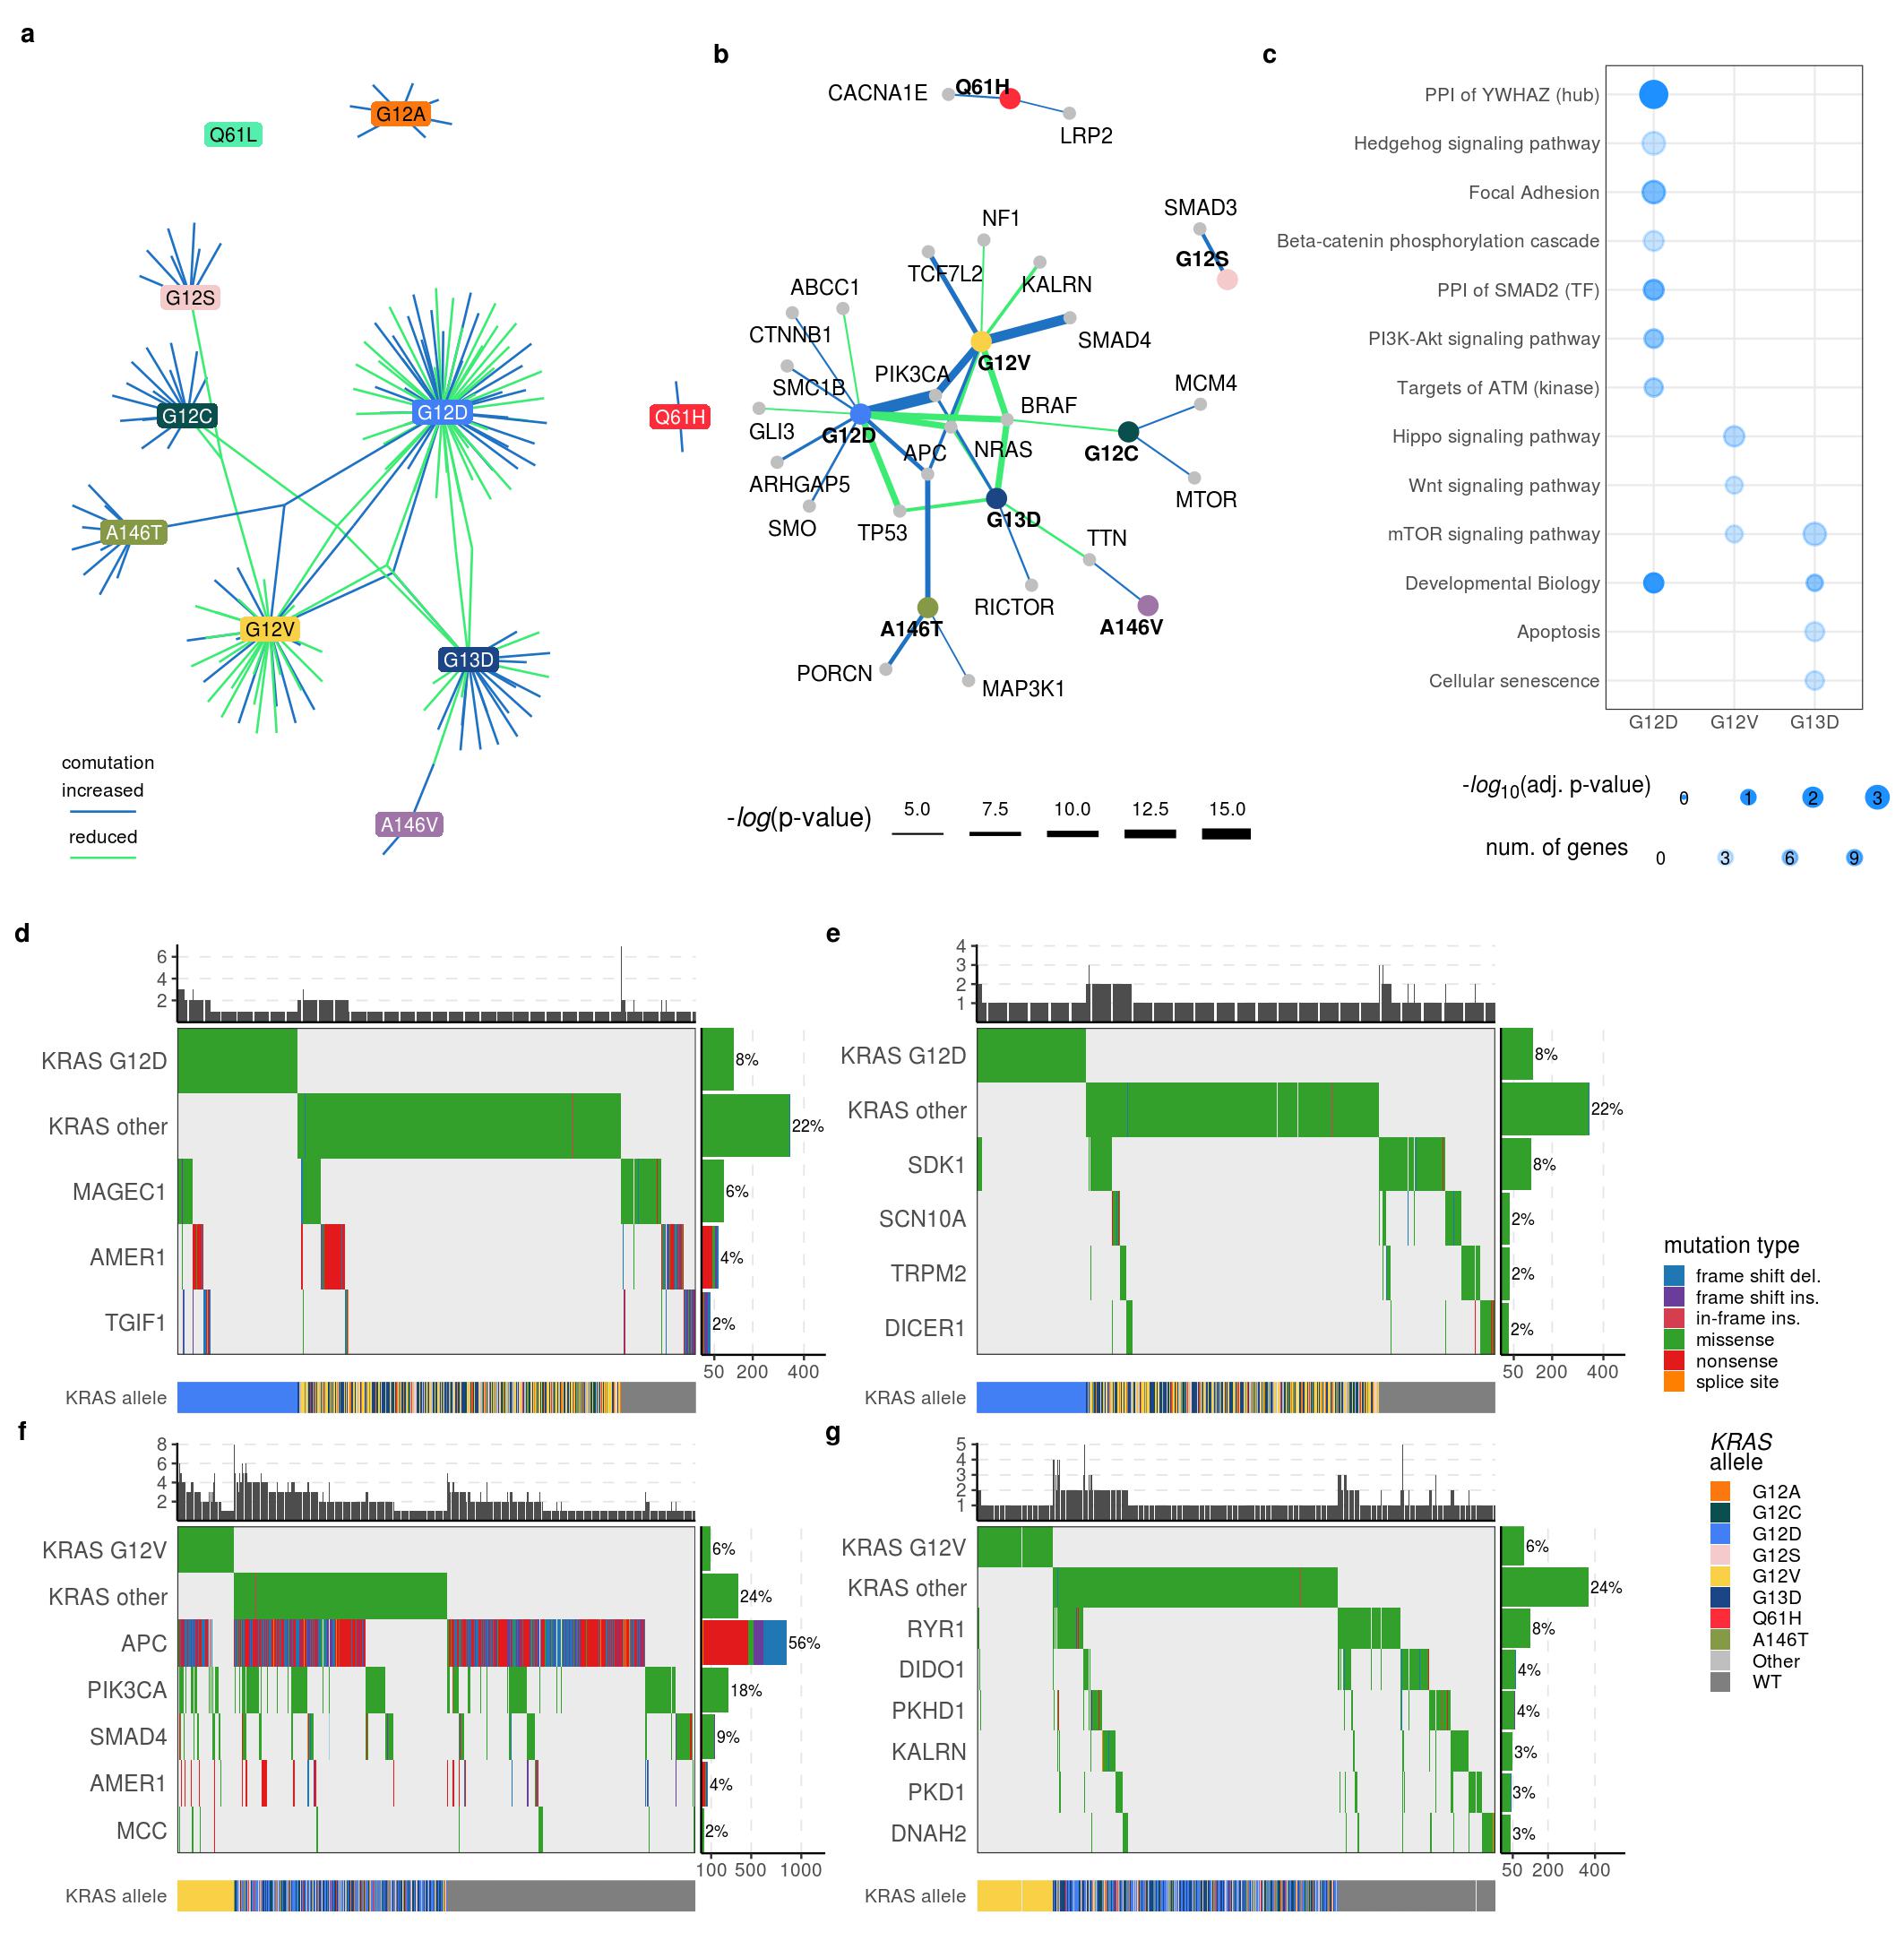 a
G12A
Q61L
G12S
G12C
G12D
Q61H
A146T
G12V
G13D
A146V
comutation
increased
reduced
b
CACNA1E
Q61H
LRP2
SMAD3
G12S
NF1
TCF7L2
KALRN
ABCC1
CTNNB1
SMAD4
G12V
PIK3CA
SMC1B
MCM4
BRAF
GLI3
G12D
APC
NRAS
G12C
ARHGAP5
MTOR
SMO
TP53
G13D
TTN
RICTOR
A146T
A146V
PORCN
MAP3K1
-log(p-value)
5.0 7.5 10.0 12.5 15.0
c
PPI of YWHAZ (hub)
Hedgehog signaling pathway
Focal Adhesion
Beta-catenin phosphorylation cascade
PPI of SMAD2 (TF)
PI3K-Akt signaling pathway
Targets of ATM (kinase)
Hippo signaling pathway
Wnt signaling pathway
mTOR signaling pathway
Developmental Biology
Apoptosis
Cellular senescence
G12D G12V G13D
-log10(adj. p-value) 0 1 2 3
num. of genes 0 3 6 9
d
6
4
2
KRAS G12D 8%
KRAS other 22%
MAGEC1 6%
AMER1 4%
TGIF1 2%
50 200 400
KRAS allele
e
4
3
2
1
KRAS G12D 8%
KRAS other 22%
SDK1 8%
SCN10A 2%
TRPM2 2%
DICER1 2%
50 200 400
KRAS allele
mutation type
frame shift del.
frame shift ins.
in-frame ins.
missense
nonsense
splice site
f
8
6
4
2
KRAS G12V 6%
KRAS other 24%
APC 56%
PIK3CA 18%
SMAD4 9%
AMER1 4%
MCC 2%
100 500 1000
KRAS allele
g
5
4
3
2
1
KRAS G12V 6%
KRAS other 24%
RYR1 8%
DIDO1 4%
PKHD1 4%
KALRN 3%
PKD1 3%
DNAH2 3%
50 200 400
KRAS allele
KRAS
allele
G12A
G12C
G12D
G12S
G12V
G13D
Q61H
A146T
Other
WT